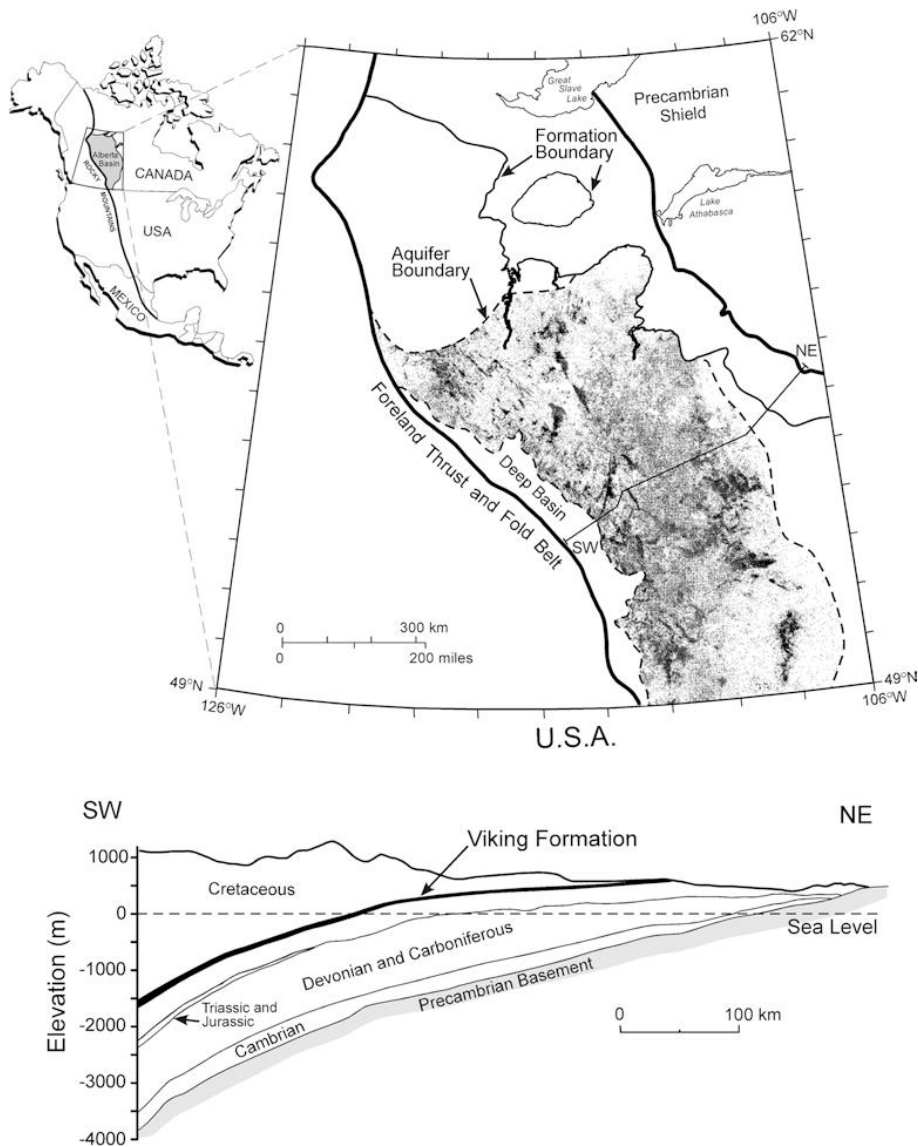 Alberta
Basin
ROCKY
MOUNTAINS
CANADA
USA
MEXICO
106°W
62°N
Great
Slave
Lake
Precambrian
Shield
Formation
Boundary
Lake
Athabasca
Aquifer
Boundary
NE
Foreland Thrust and Fold Belt
Deep Basin
SW
0 300 km
0 200 miles
49°N
126°W
49°N
106°W
U.S.A.
SW
NE
Viking Formation
Elevation (m)
1000
0
-1000
-2000
-3000
-4000
Cretaceous
Sea Level
Devonian and Carboniferous
Triassic and
Jurassic
Cambrian
Precambrian Basement
0 100 km